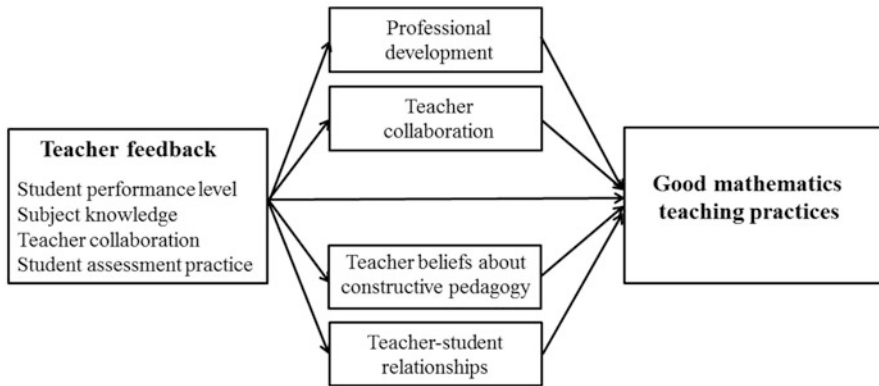 Professional
development
Teacher
collaboration
Teacher feedback
Student performance level
Subject knowledge
Teacher collaboration
Student assessment practice
Good mathematics
teaching practices
Teacher beliefs about
constructive pedagogy
Teacher-student
relationships